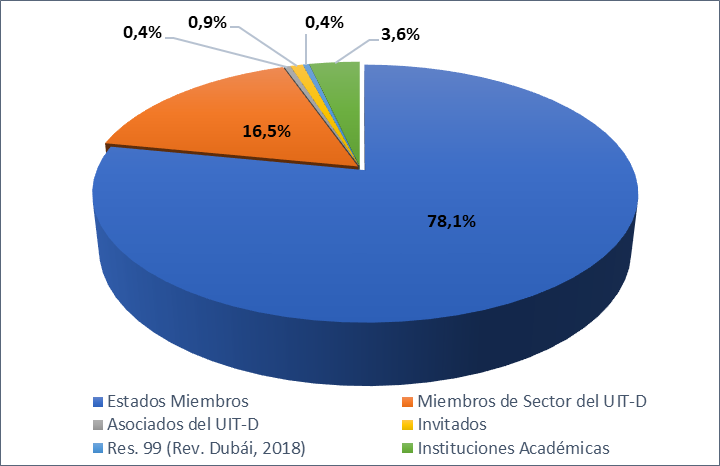 0,4%
0,9%
0,4%
3,6%
16,5%
78,1%
Estados Miembros
Miembros de Sector del UIT-D
Asociados del UIT-D
Invitados
Res. 99 (Rev. Dubái, 2018)
Instituciones Académicas